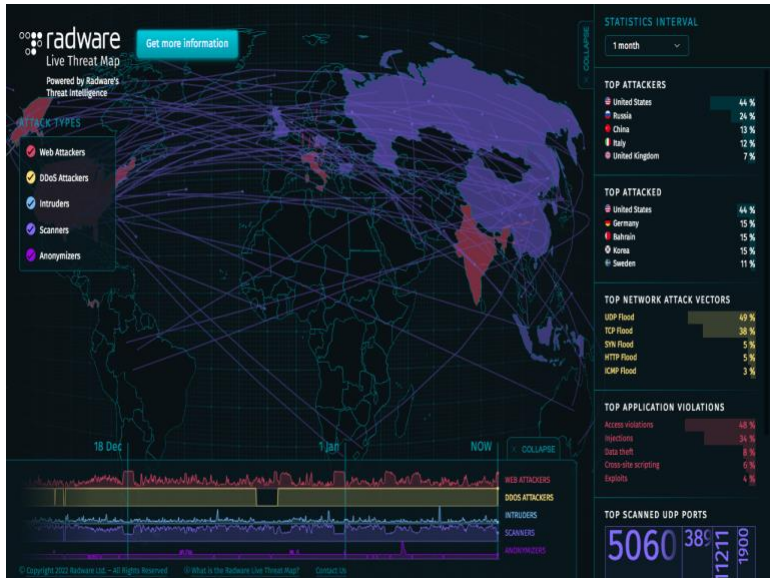 radware
Live Threat Map
Powered by Radware's
Threat Intelligence
Get more information
ATTACK TYPES
Web Attackers
DDoS Attackers
Intruders
Scanners
Anonymizers
COLLAPSE
STATISTICS INTERVAL
1 month
TOP ATTACKERS
United States 44 %
Russia 24 %
China 13 %
Italy 12 %
United Kingdom 7 %
TOP ATTACKED
United States 44 %
Germany 15 %
Bahrain 15 %
Korea 15 %
Sweden 11 %
TOP NETWORK ATTACK VECTORS
UDP Flood 49 %
TCP Flood 38 %
SYN Flood 5 %
HTTP Flood 5 %
ICMP Flood 3 %
TOP APPLICATION VIOLATIONS
Access violations 48 %
Injections 34 %
Data theft 8 %
Cross-site scripting 6 %
Exploits 4 %
TOP SCANNED UDP PORTS
5060
389
11211
1900
18 Dec
1 Jan
NOW
COLLAPSE
WEB ATTACKERS
DDOS ATTACKERS
INTRUDERS
SCANNERS
ANONYMIZERS
© Copyright 2022 Radware Ltd. – All Rights Reserved
What is the Radware Live Threat Map?
Contact Us